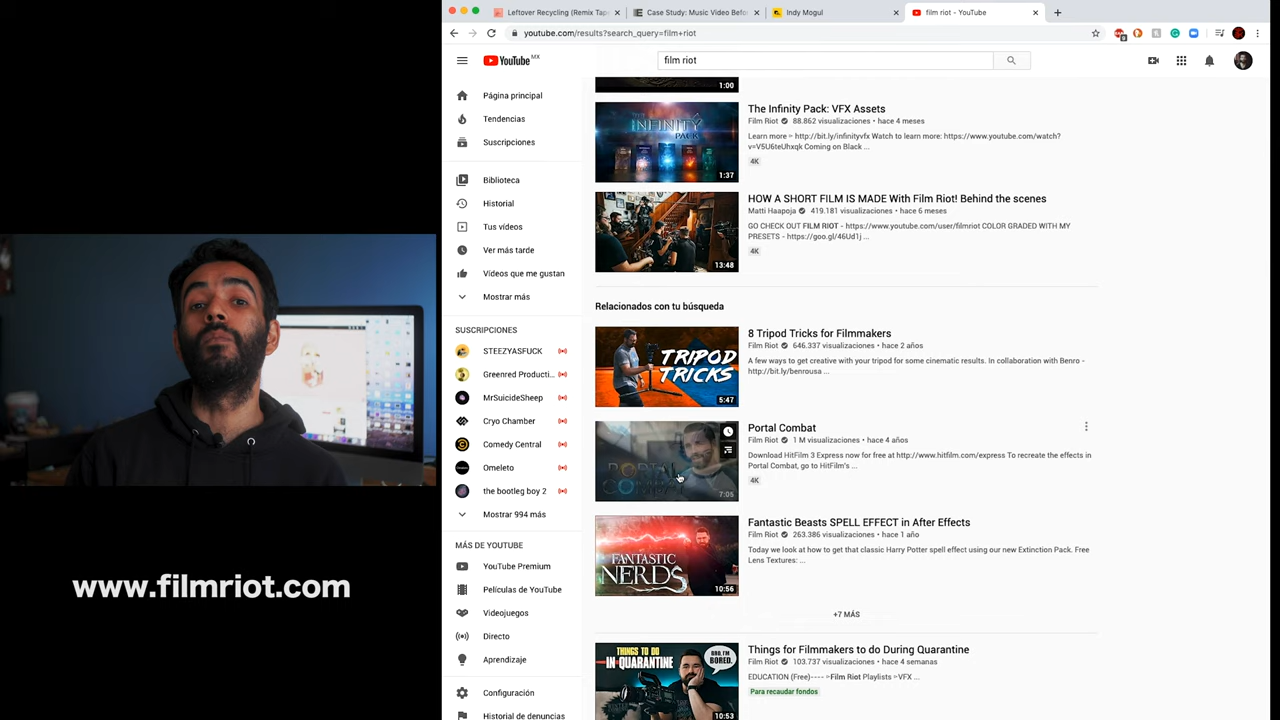 Leftover Recycling (Remix Tap
Case Study: Music Video Befo
Indy Mogul
film riot - YouTube
youtube.com/results?search_query=film+riot
YouTube MX
film riot
Página principal
Tendencias
Suscripciones
Biblioteca
Historial
Tus vídeos
Ver más tarde
Vídeos que me gustan
Mostrar más
SUSCRIPCIONES
STEEZYASFUCK
Greenred Producti...
MrSuicideSheep
Cryo Chamber
Comedy Central
Omeleto
the bootleg boy 2
Mostrar 994 más
MÁS DE YOUTUBE
YouTube Premium
Películas de YouTube
Videojuegos
Directo
Aprendizaje
Configuración
Historial de denuncias
1:00
THE INFINITY PACK
1:37
The Infinity Pack: VFX Assets
Film Riot 88.862 visualizaciones • hace 4 meses
Learn more > http://bit.ly/infinityvfx Watch to learn more: https://www.youtube.com/watch?
v=V5U6teUhxqk Coming on Black ...
4K
13:48
HOW A SHORT FILM IS MADE With Film Riot! Behind the scenes
Matti Haapoja 419.181 visualizaciones • hace 6 meses
GO CHECK OUT FILM RIOT - https://www.youtube.com/user/filmriot COLOR GRADED WITH MY
PRESETS - https://goo.gl/46Ud1j ...
4K
Relacionados con tu búsqueda
TRIPOD
TRICKS
5:47
8 Tripod Tricks for Filmmakers
Film Riot 646.337 visualizaciones • hace 2 años
A few ways to get creative with your tripod for some cinematic results. In collaboration with Benro -
http://bit.ly/benrousa ...
PORTAL
COMBAT
7:05
Portal Combat
Film Riot 1 M visualizaciones • hace 4 años
Download HitFilm 3 Express now for free at http://www.hitfilm.com/express To recreate the effects in
Portal Combat, go to HitFilm's ...
4K
FANTASTIC
NERDS
10:56
Fantastic Beasts SPELL EFFECT in After Effects
Film Riot 263.386 visualizaciones • hace 1 año
Today we look at how to get that classic Harry Potter spell effect using our new Extinction Pack. Free
Lens Textures: ...
+7 MÁS
THINGS TO DO
IN QUARANTINE
BRO, I'M
BORED.
10:53
Things for Filmmakers to do During Quarantine
Film Riot 103.737 visualizaciones • hace 4 semanas
EDUCATION (Free)---- >Film Riot Playlists >VFX ...
Para recaudar fondos
www.filmriot.com